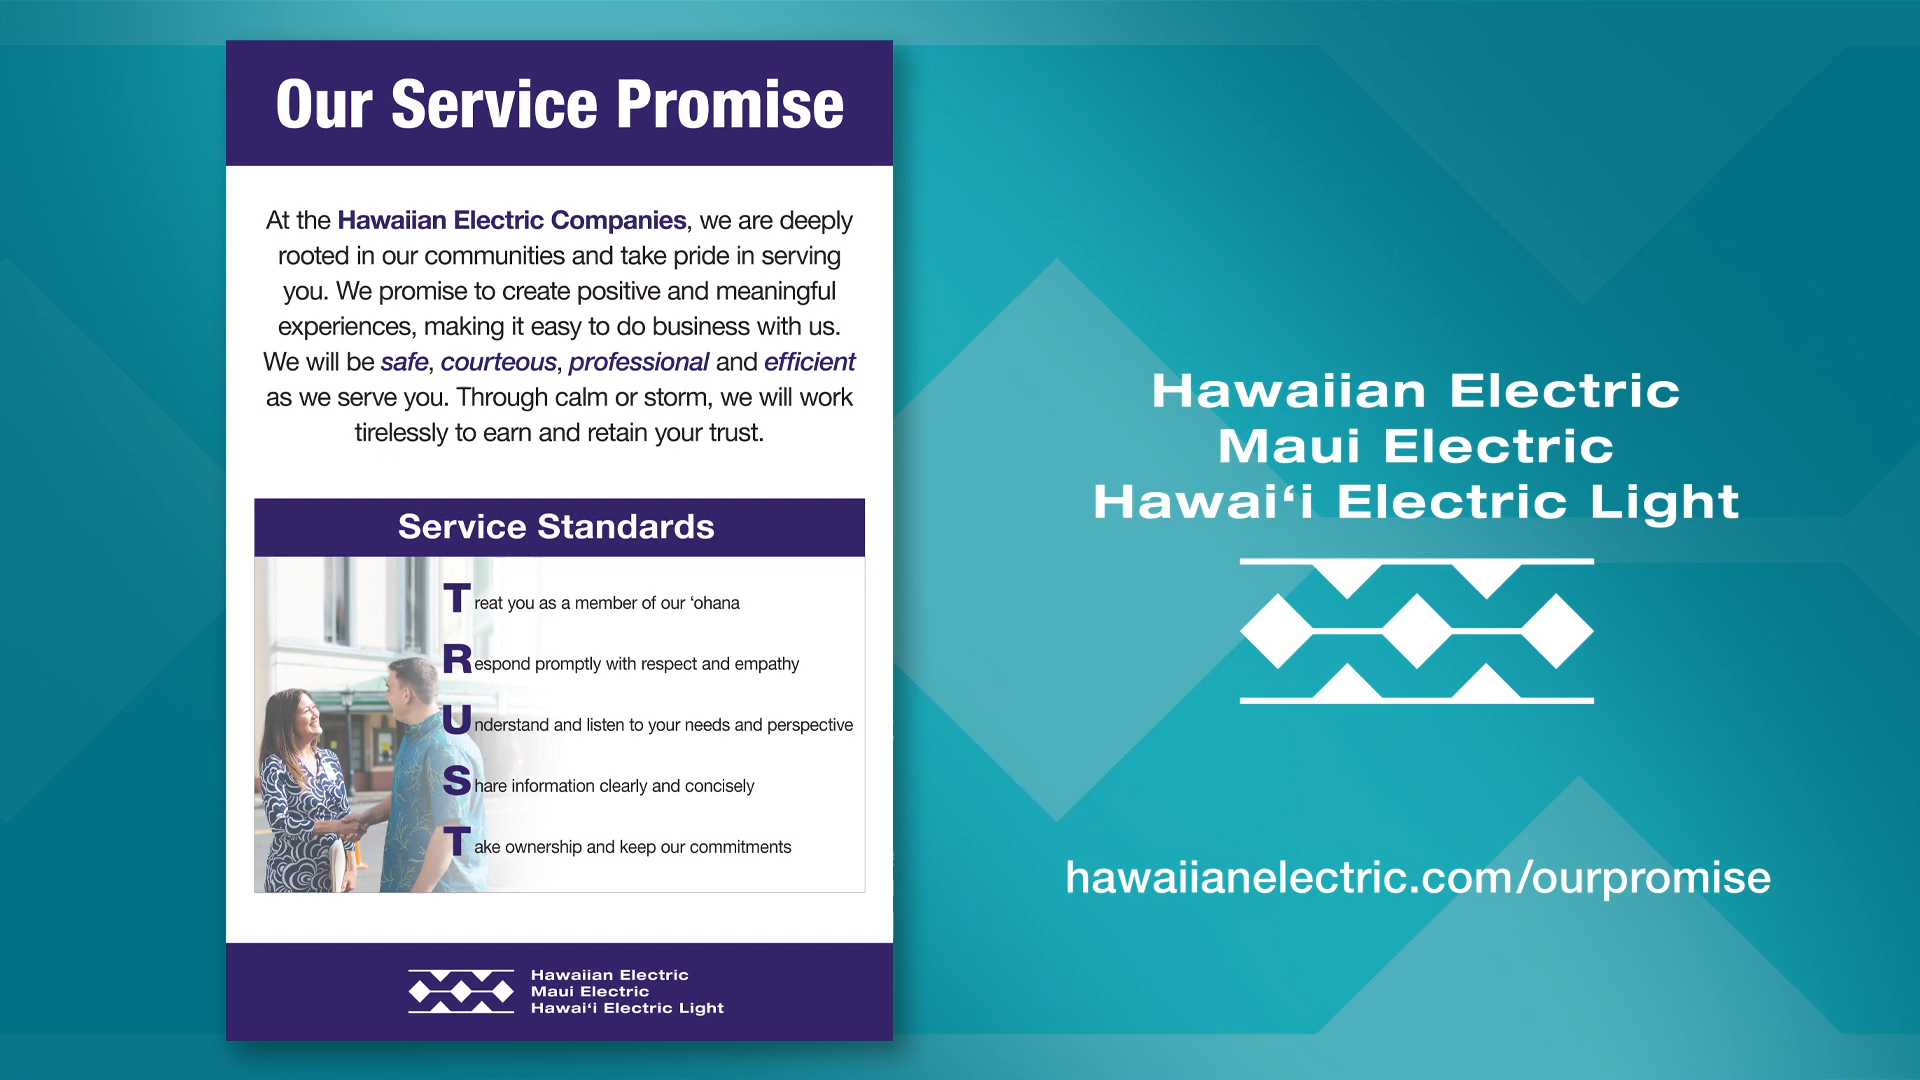 Our Service Promise
At the Hawaiian Electric Companies, we are deeply
rooted in our communities and take pride in serving
you. We promise to create positive and meaningful
experiences, making it easy to do business with us.
We will be safe, courteous, professional and efficient
as we serve you. Through calm or storm, we will work
tirelessly to earn and retain your trust.
Service Standards
Treat you as a member of our ‘ohana
Respond promptly with respect and empathy
Understand and listen to your needs and perspective
Share information clearly and concisely
Take ownership and keep our commitments
Hawaiian Electric
Maui Electric
Hawai‘i Electric Light
Hawaiian Electric
Maui Electric
Hawai‘i Electric Light
hawaiianelectric.com/ourpromise